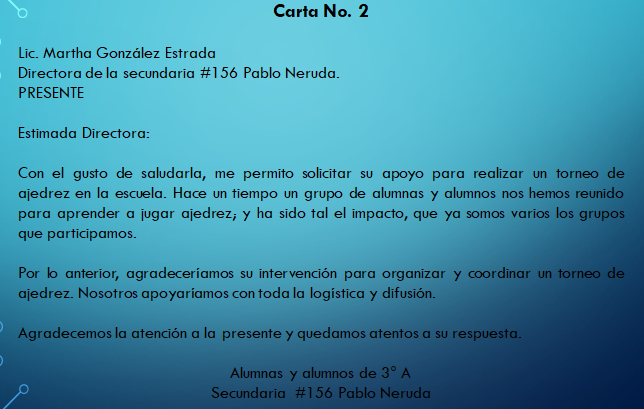 Carta No. 2
Lic. Martha González Estrada
Directora de la secundaria #156 Pablo Neruda.
PRESENTE
Estimada Directora:
Con el gusto de saludarla, me permito solicitar su apoyo para realizar un torneo de
ajedrez en la escuela. Hace un tiempo un grupo de alumnas y alumnos nos hemos reunido
para aprender a jugar ajedrez; y ha sido tal el impacto, que ya somos varios los grupos
que participamos.
Por lo anterior, agradeceríamos su intervención para organizar y coordinar un torneo de
ajedrez. Nosotros apoyaríamos con toda la logística y difusión.
Agradecemos la atención a la presente y quedamos atentos a su respuesta.
Alumnas y alumnos de 3° A
Secundaria #156 Pablo Neruda